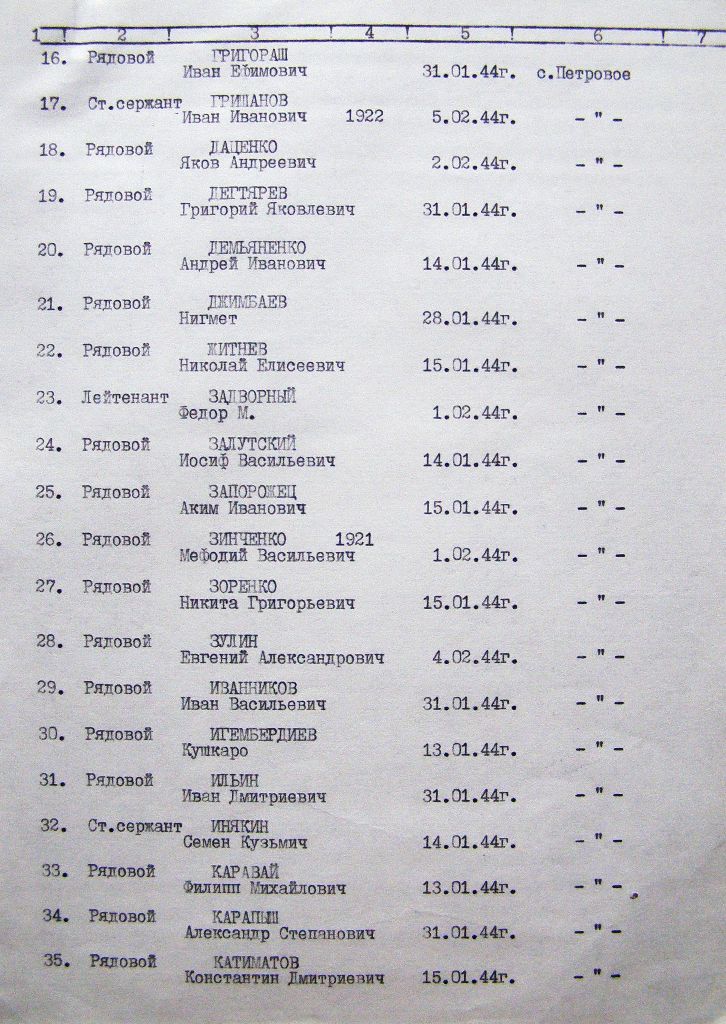 1 ! 2 ! 3 ! 4 ! 5 ! 6 ! 7
16. Рядовой ГРИГОРАШ
Иван Ефимович 31.01.44г. с.Петровое
17. Ст.сержант ГРИПАНОВ
Иван Иванович 1922 5.02.44г. - " -
18. Рядовой ДАЦЕНКО
Яков Андреевич 2.02.44г. - " -
19. Рядовой ДЕГТЯРЕВ
Григорий Яковлевич 31.01.44г. - " -
20. Рядовой ДЕМЬЯНЕНКО
Андрей Иванович 14.01.44г. - " -
21. Рядовой ДЖИМБАЕВ
Нигмет 28.01.44г. - " -
22. Рядовой ЖИТНЕВ
Николай Елисеевич 15.01.44г. - " -
23. Лейтенант ЗАДВОРНЫЙ
Федор М. 1.02.44г. - " -
24. Рядовой ЗАЛУТСКИЙ
Иосиф Васильевич 14.01.44г. - " -
25. Рядовой ЗАПОРОЖЕЦ
Аким Иванович 15.01.44г. - " -
26. Рядовой ЗИНЧЕНКО 1921
Мефодий Васильевич 1.02.44г. - " -
27. Рядовой ЗОРЕНКО
Никита Григорьевич 15.01.44г. - " -
28. Рядовой ЗУЛИН
Евгений Александрович 4.02.44г. - " -
29. Рядовой ИВАННИКОВ
Иван Васильевич 31.01.44г. - " -
30. Рядовой ИГЕМБЕРДИЕВ
Кушкаро 13.01.44г. - " -
31. Рядовой ИЛЬИН
Иван Дмитриевич 31.01.44г. - " -
32. Ст.сержант ИНЯКИН
Семен Кузьмич 14.01.44г. - " -
33. Рядовой КАРАВАЙ
Филипп Михайлович 13.01.44г. - " -
34. Рядовой КАРАПЫШ
Александр Степанович 31.01.44г. - " -
35. Рядовой КАТИМАТОВ
Константин Дмитриевич 15.01.44г. - " -